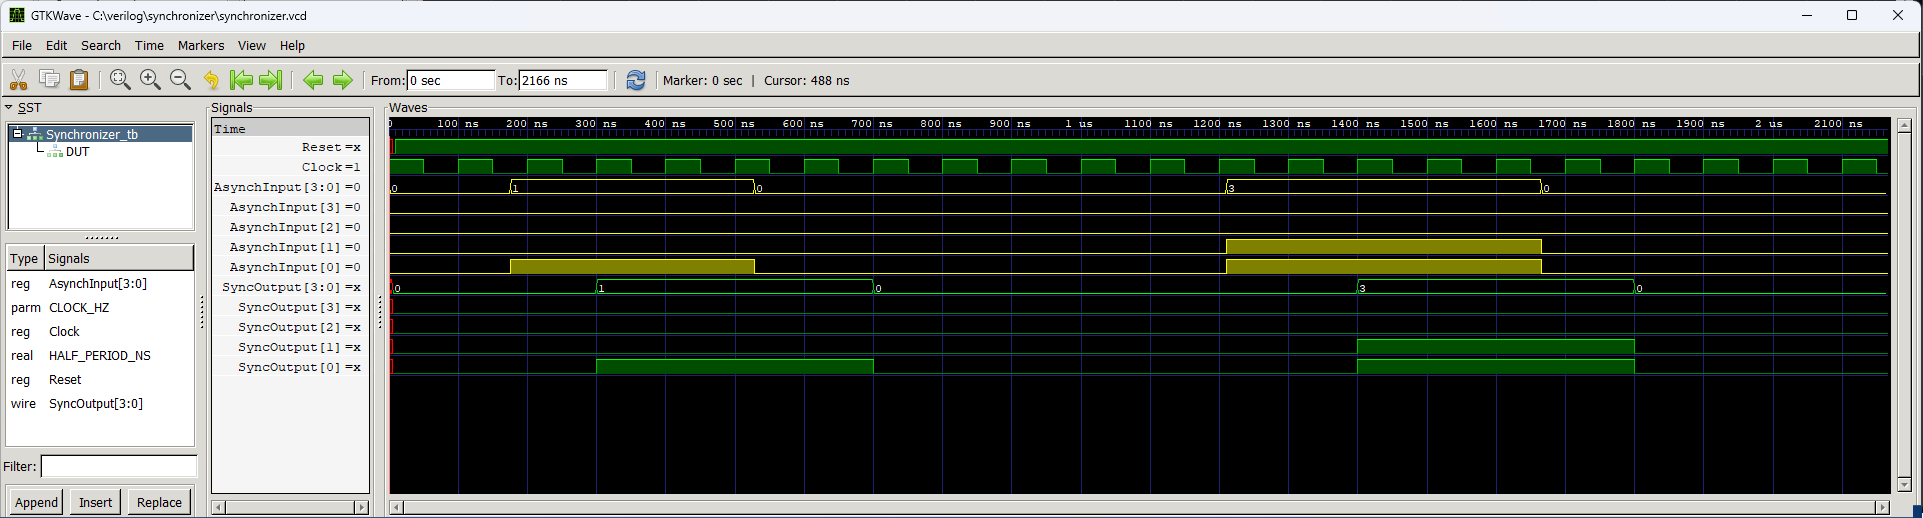 GTKWave - C:\verilog\synchronizer\synchronizer.vcd
File Edit Search Time Markers View Help
From: 0 sec To: 2166 ns Marker: 0 sec | Cursor: 488 ns
SST
Synchronizer_tb
DUT
Type Signals
reg AsynchInput[3:0]
parm CLOCK_HZ
reg Clock
real HALF_PERIOD_NS
reg Reset
wire SyncOutput[3:0]
Filter:
Append Insert Replace
Signals
Time
Reset =x
Clock =1
AsynchInput[3:0] =0
AsynchInput[3] =0
AsynchInput[2] =0
AsynchInput[1] =0
AsynchInput[0] =0
SyncOutput[3:0] =x
SyncOutput[3] =x
SyncOutput[2] =x
SyncOutput[1] =x
SyncOutput[0] =x
Waves
0 100 ns 200 ns 300 ns 400 ns 500 ns 600 ns 700 ns 800 ns 900 ns 1 us 1100 ns 1200 ns 1300 ns 1400 ns 1500 ns 1600 ns 1700 ns 1800 ns 1900 ns 2 us 2100 ns
0 1 0 3 0
0 1 0 3 0